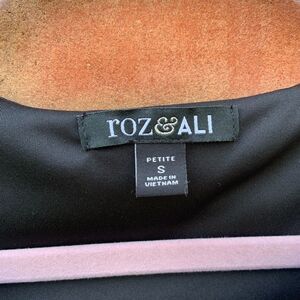 roz&ALI
PETITE
S
MADE IN
VIETNAM